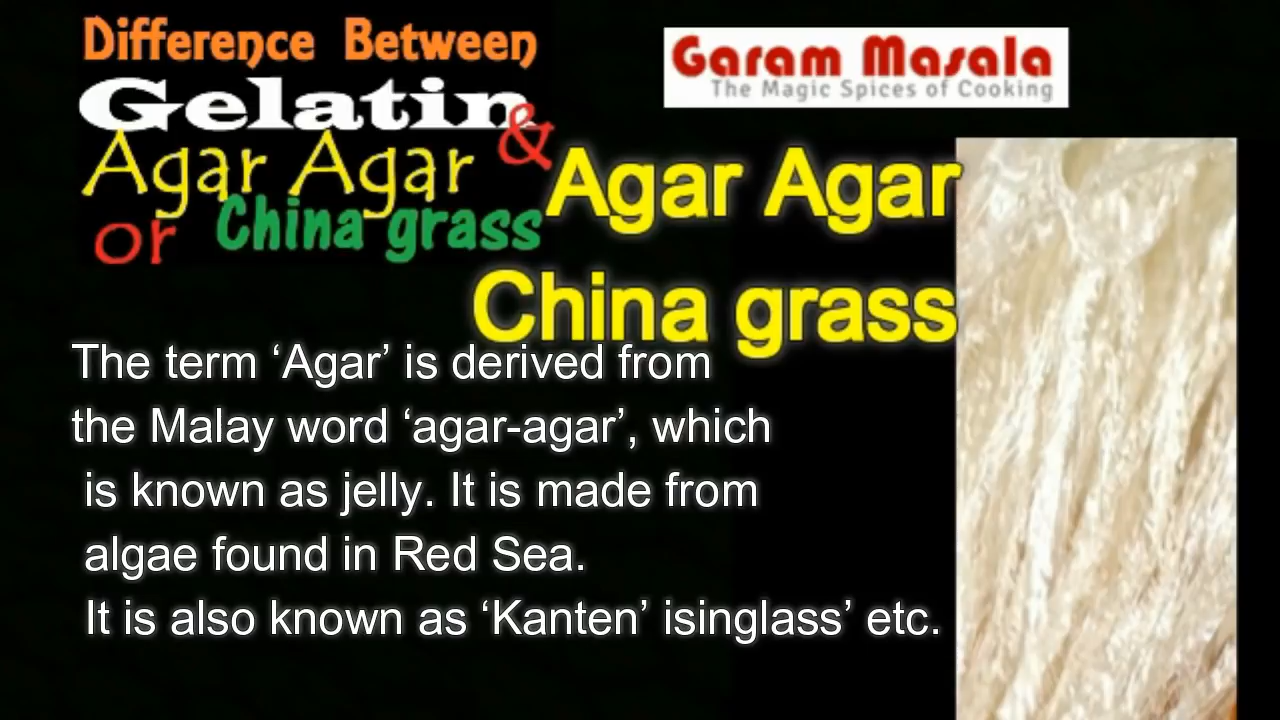 Difference Between
Gelatin &
Agar Agar
or China grass
Garam Masala
The Magic Spices of Cooking
Agar Agar
China grass
The term ‘Agar’ is derived from
the Malay word ‘agar-agar’, which
is known as jelly. It is made from
algae found in Red Sea.
It is also known as ‘Kanten’ isinglass’ etc.